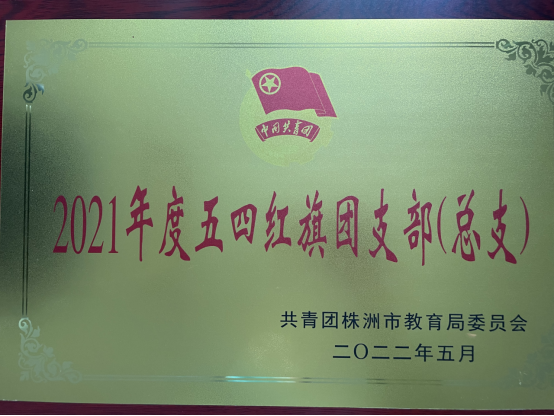 中国共青团
2021年度五四红旗团支部(总支)
共青团株洲市教育局委员会
二〇二二年五月